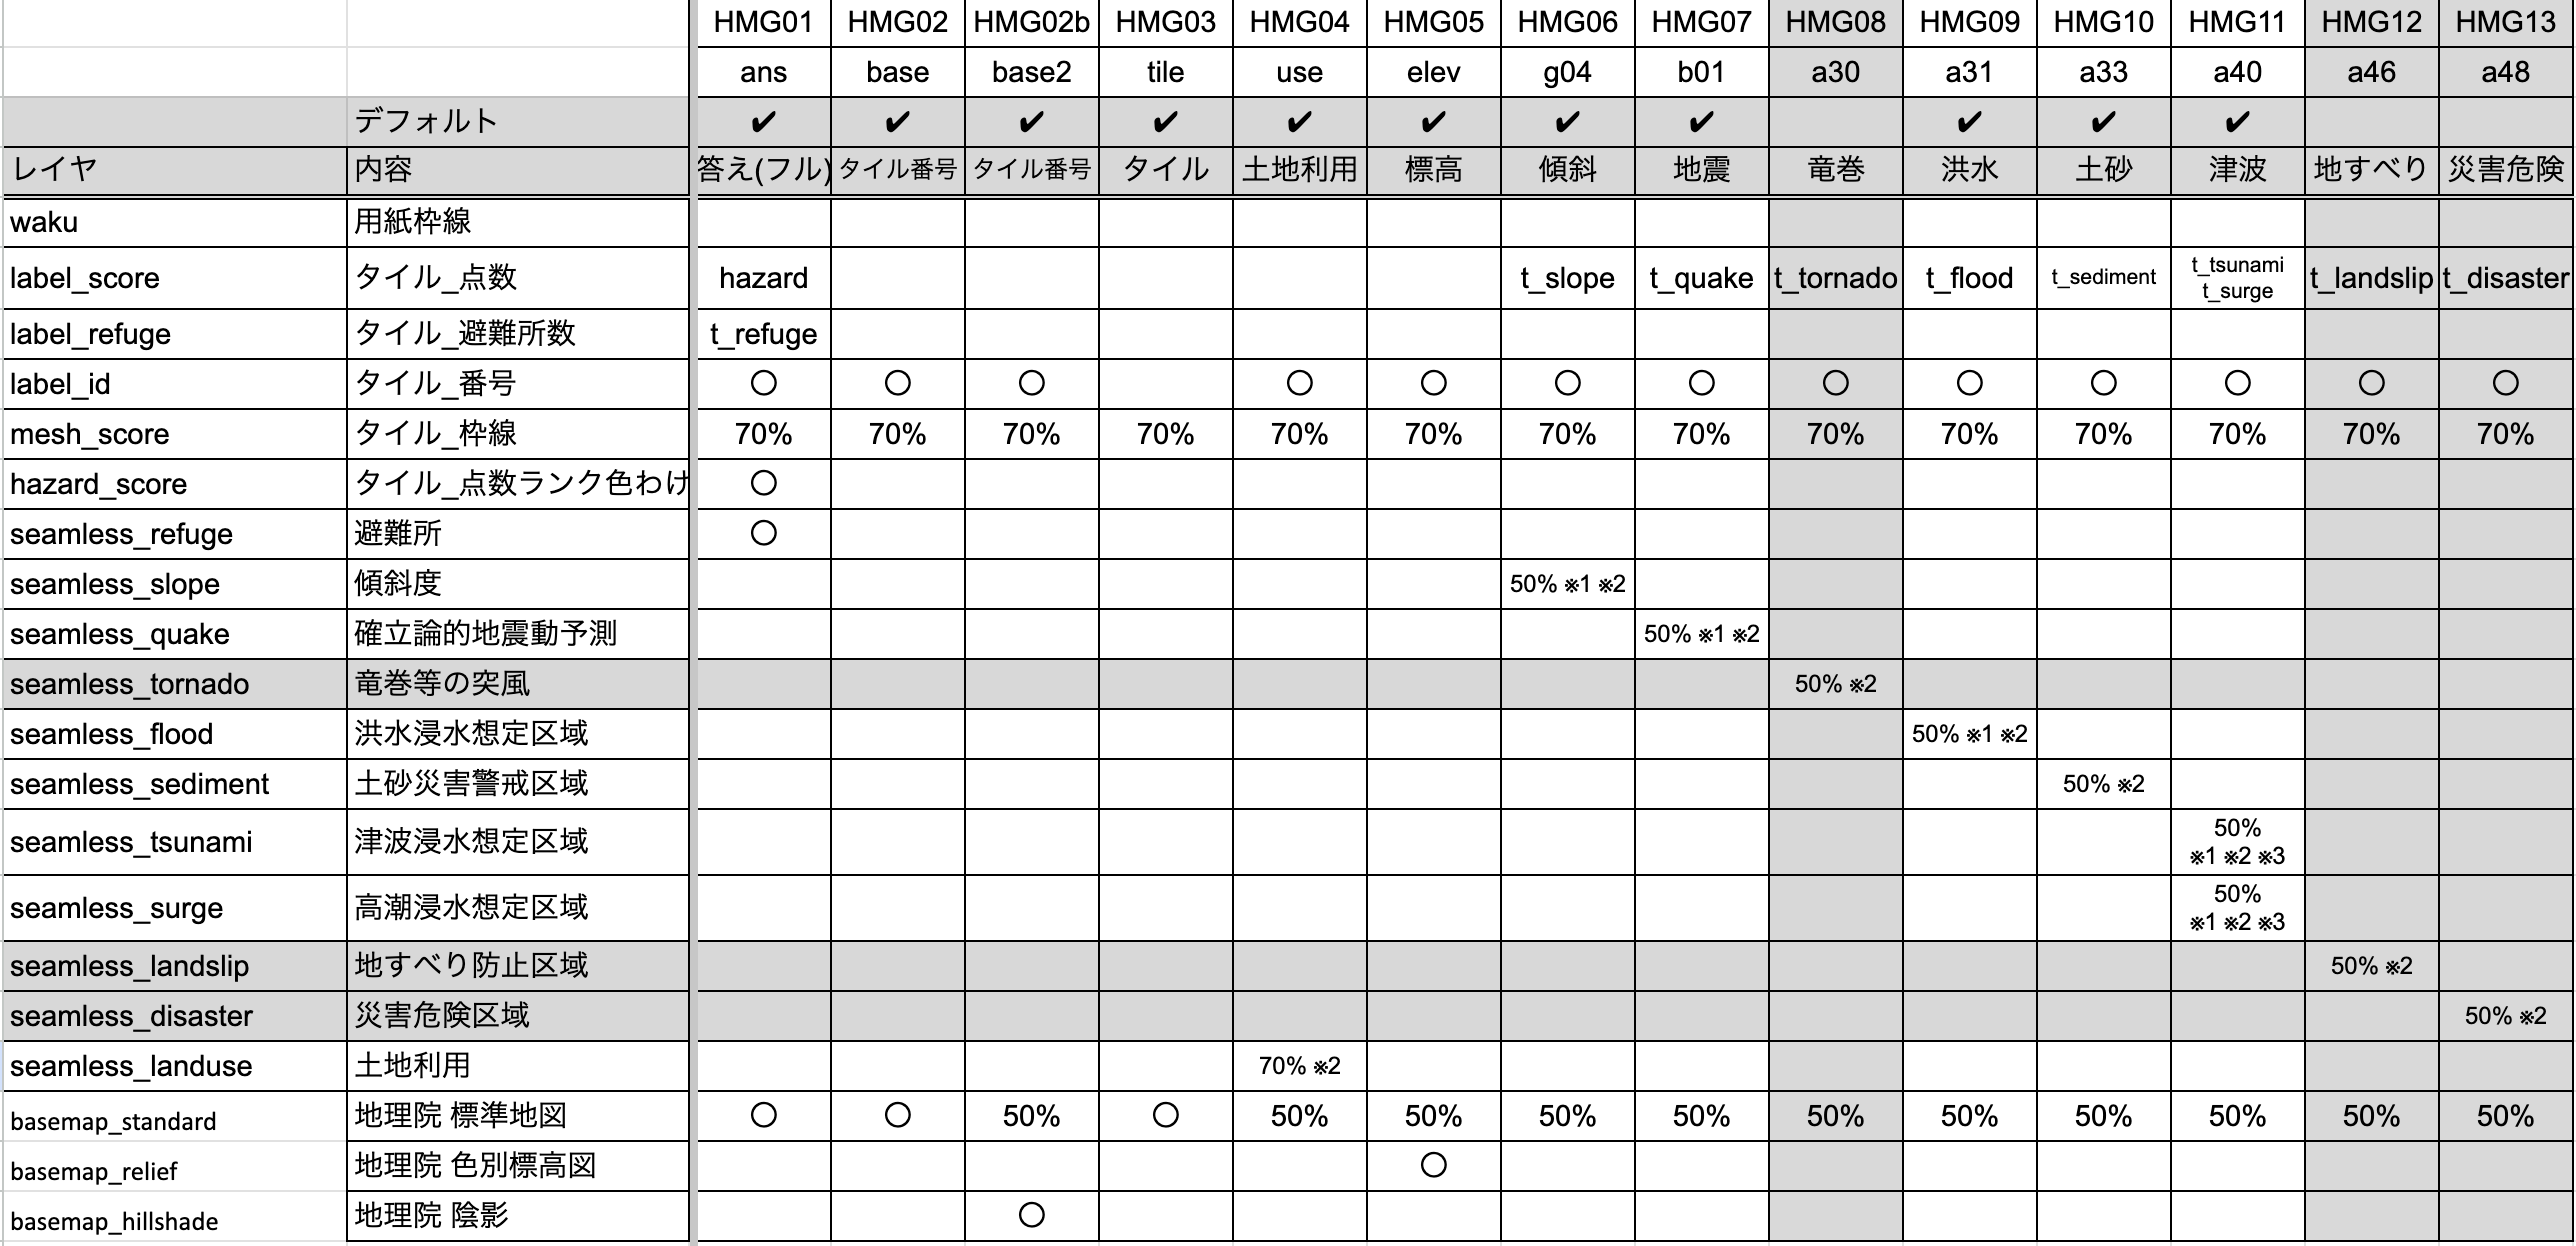 HMG01 HMG02 HMG02b HMG03 HMG04 HMG05 HMG06 HMG07 HMG08 HMG09 HMG10 HMG11 HMG12 HMG13
ans base base2 tile use elev g04 b01 a30 a31 a33 a40 a46 a48
デフォルト ✔ ✔ ✔ ✔ ✔ ✔ ✔ ✔ ✔ ✔ ✔
レイヤ 内容 答え(フル) タイル番号 タイル番号 タイル 土地利用 標高 傾斜 地震 竜巻 洪水 土砂 津波 地すべり 災害危険
waku 用紙枠線
label_score タイル_点数 hazard t_slope t_quake t_tornado t_flood t_sediment t_tsunami t_landslip t_disaster
t_surge
label_refuge タイル_避難所数 t_refuge
label_id タイル_番号 〇 〇 〇 〇 〇 〇 〇 〇 〇 〇 〇 〇 〇
mesh_score タイル_枠線 70% 70% 70% 70% 70% 70% 70% 70% 70% 70% 70% 70% 70% 70%
hazard_score タイル_点数ランク色わけ 〇
seamless_refuge 避難所 〇
seamless_slope 傾斜度 50% ※1 ※2
seamless_quake 確立論的地震動予測 50% ※1 ※2
seamless_tornado 竜巻等の突風 50% ※2
seamless_flood 洪水浸水想定区域 50% ※1 ※2
seamless_sediment 土砂災害警戒区域 50% ※2
seamless_tsunami 津波浸水想定区域 50%
※1 ※2 ※3
seamless_surge 高潮浸水想定区域 50%
※1 ※2 ※3
seamless_landslip 地すべり防止区域 50% ※2
seamless_disaster 災害危険区域 50% ※2
seamless_landuse 土地利用 70% ※2
basemap_standard 地理院 標準地図 〇 〇 50% 〇 50% 50% 50% 50% 50% 50% 50% 50% 50% 50%
basemap_relief 地理院 色別標高図 〇
basemap_hillshade 地理院 陰影 〇